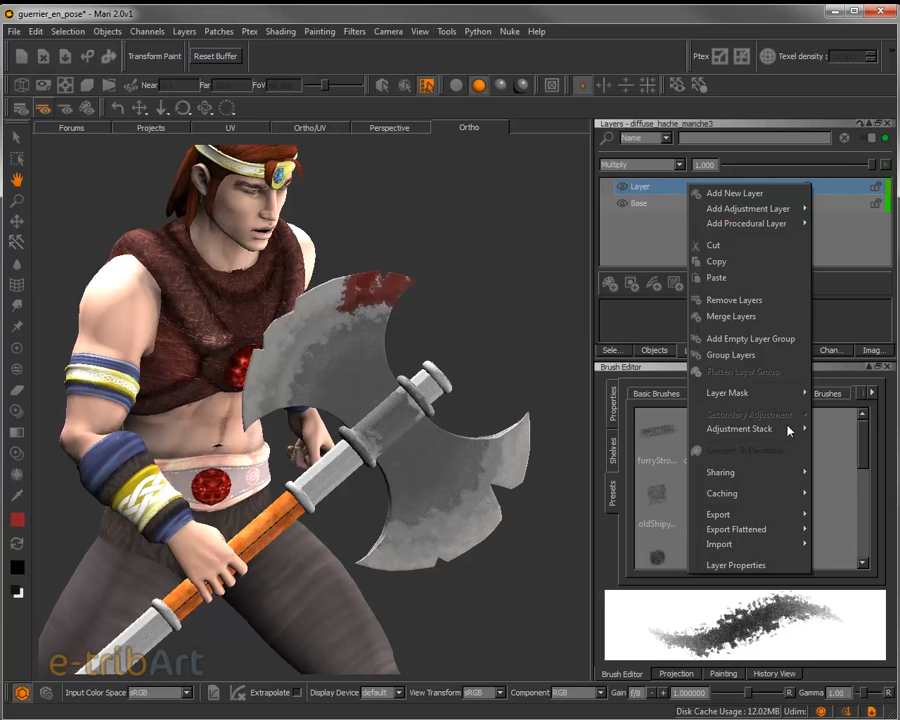 guerrier_en_pose* - Mari 2.0v1
File Edit Selection Objects Channels Layers Patches Ptex Shading Painting Filters Camera View Tools Python Nuke Help
Transform Paint Reset Buffer Ptex Texel density:
Near Far FoV
Forums Projects UV Ortho/UV Perspective Ortho
Layers - diffuse_hache_manche3
Name
Multiply 1.000
Layer
Base
Add New Layer
Add Adjustment Layer
Add Procedural Layer
Cut
Copy
Paste
Remove Layers
Merge Layers
Add Empty Layer Group
Group Layers
Flatten Layer Group
Layer Mask
Secondary Adjustment
Adjustment Stack
Convert To Paintable
Sharing
Caching
Export
Export Flattened
Import
Layer Properties
Sele... Objects Chan... Imag...
Brush Editor
Properties
Shelves
Presets
Basic Brushes Brushes
furryStro...
oldShipy...
e-tribArt
Brush Editor Projection Painting History View
Input Color Space sRGB Extrapolate Display Device default View Transform sRGB Component RGB Gain f/8 1.000000 R Gamma 1.00 R
Disk Cache Usage : 12.02MB Udim: